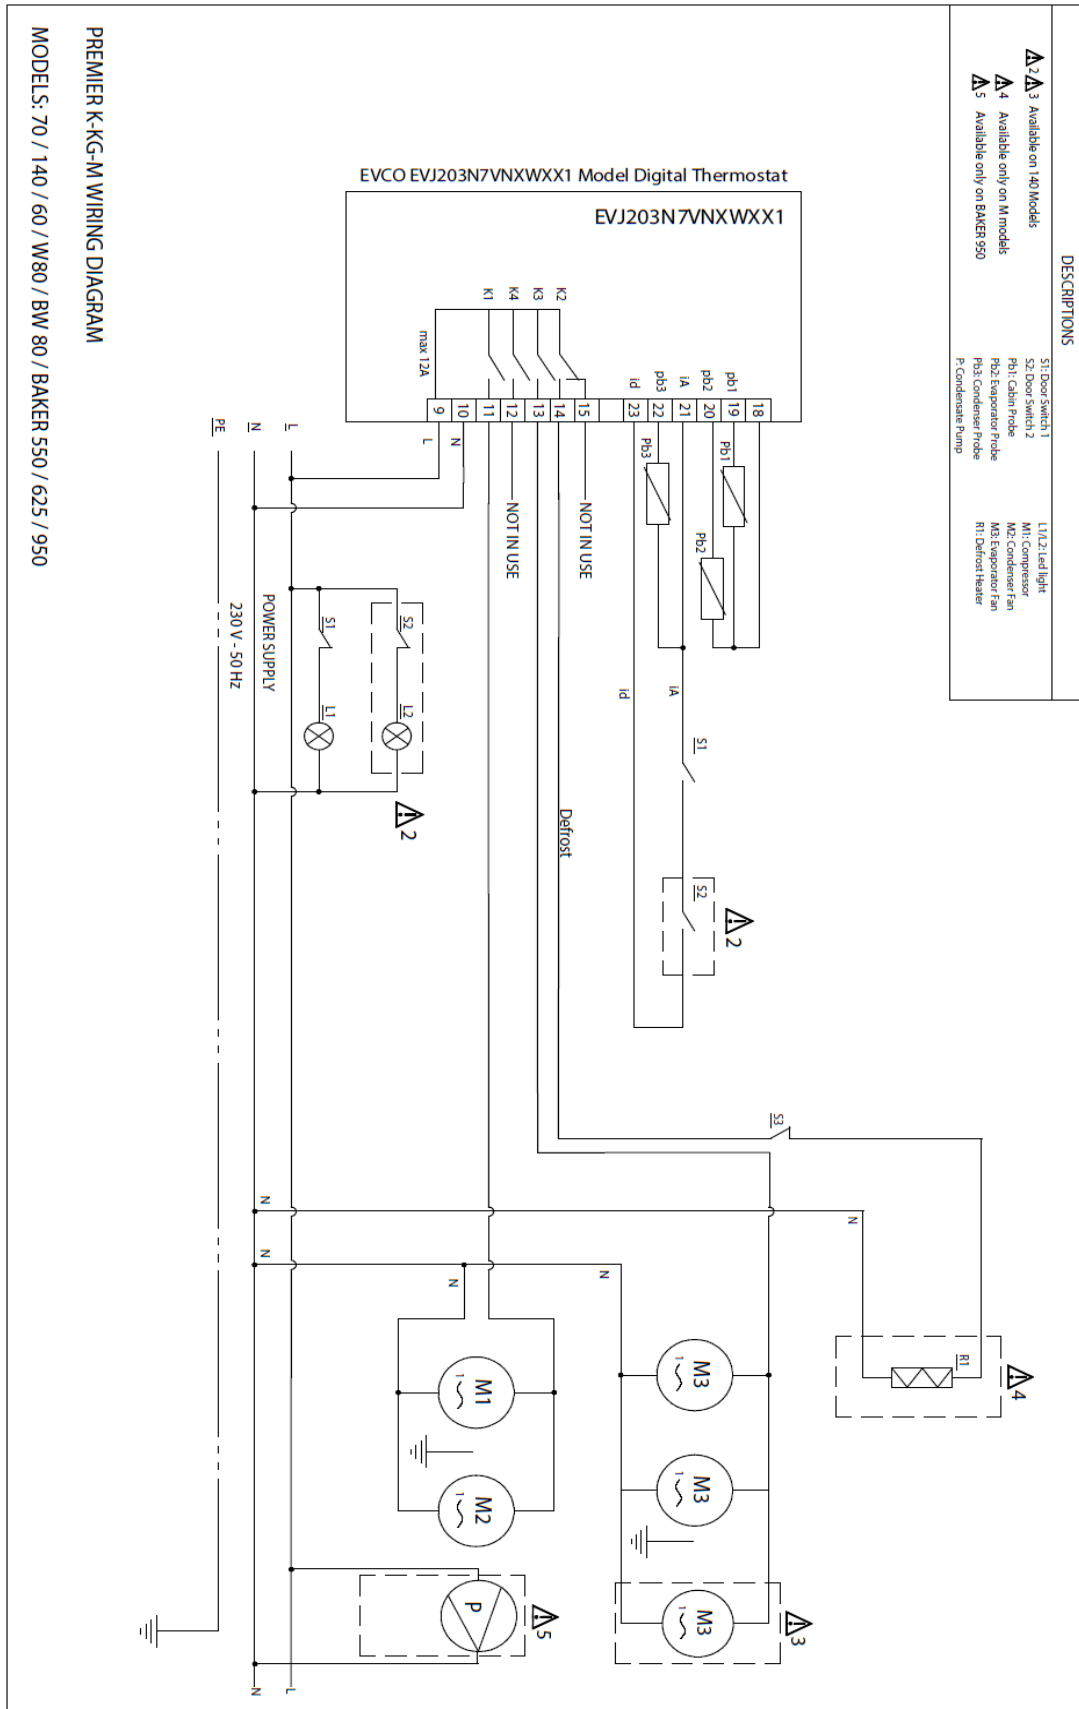 DESCRIPTIONS
2 3 Available on 140 Models
4 Available only on M models
5 Available only on BAKER 950
S1: Door Switch 1
S2: Door Switch 2
Pb1: Cabin Probe
Pb2: Evaporator Probe
Pb3: Condenser Probe
P: Condensate Pump
L1/L2: Led light
M1: Compressor
M2: Condenser Fan
M3: Evaporator Fan
R1: Defrost Heater
EVCO EVJ203N7VNXWXX1 Model Digital Thermostat
EVJ203N7VNXWXX1
K1
K4
K3
K2
max 12A
id
pb3
iA
pb2
pb1
9
10
11
12
13
14
15
23
22
21
20
19
18
L
N
Pb3
Pb1
Pb2
NOT IN USE
NOT IN USE
PE
N
L
POWER SUPPLY
230 V - 50 Hz
S1
L1
S2
L2
2
id
iA
S1
S2
2
Defrost
S3
N
N
N
N
N
R1
4
M1
1
M2
1
M3
1
M3
1
M3
1
3
P
5
N
L
PREMIER K-KG-M WIRING DIAGRAM
MODELS: 70 / 140 / 60 / W80 / BW 80 / BAKER 550 / 625 / 950